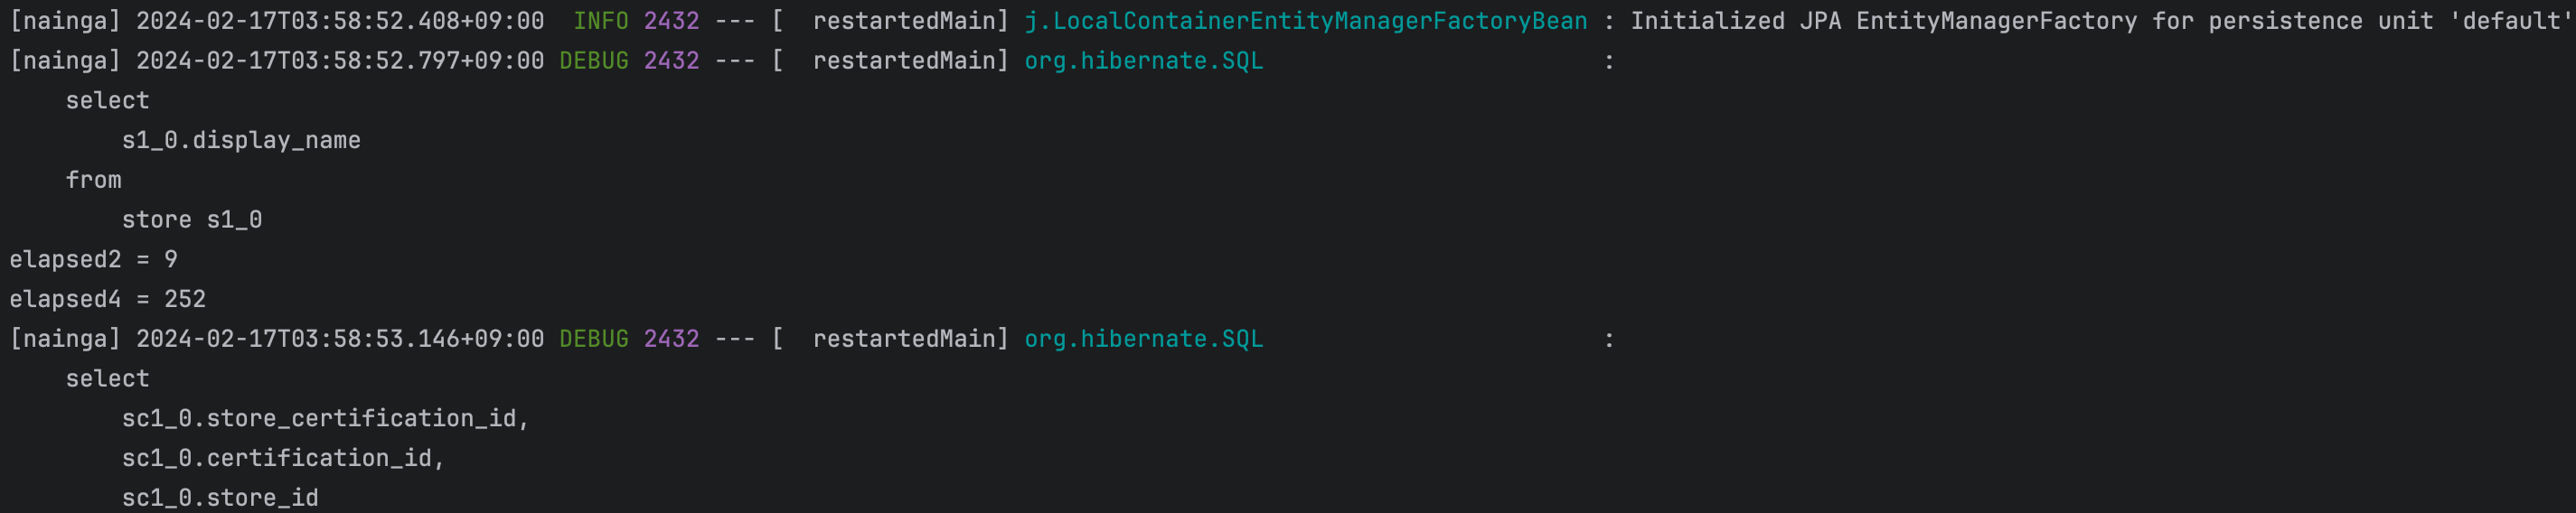 [nainga] 2024-02-17T03:58:52.408+09:00  INFO 2432 --- [  restartedMain] j.LocalContainerEntityManagerFactoryBean : Initialized JPA EntityManagerFactory for persistence unit 'default'
[nainga] 2024-02-17T03:58:52.797+09:00 DEBUG 2432 --- [  restartedMain] org.hibernate.SQL                        :
    select
        s1_0.display_name
    from
        store s1_0
elapsed2 = 9
elapsed4 = 252
[nainga] 2024-02-17T03:58:53.146+09:00 DEBUG 2432 --- [  restartedMain] org.hibernate.SQL                        :
    select
        sc1_0.store_certification_id,
        sc1_0.certification_id,
        sc1_0.store_id